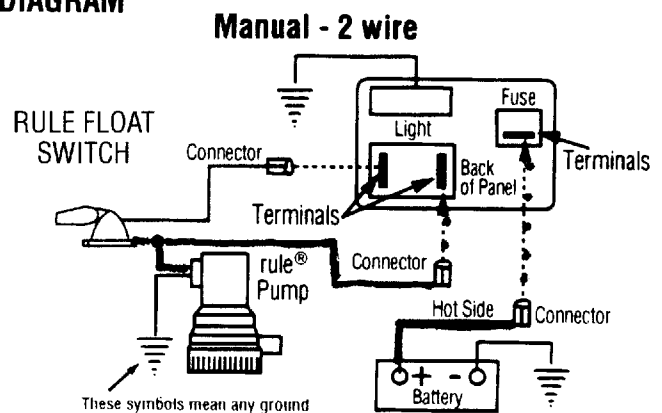 DIAGRAM
Manual - 2 wire
RULE FLOAT
SWITCH
Connector
Light
Fuse
Terminals
Back
of Panel
Terminals
rule®
Pump
Connector
Hot Side
Connector
+ -
Battery
These symbols mean any ground